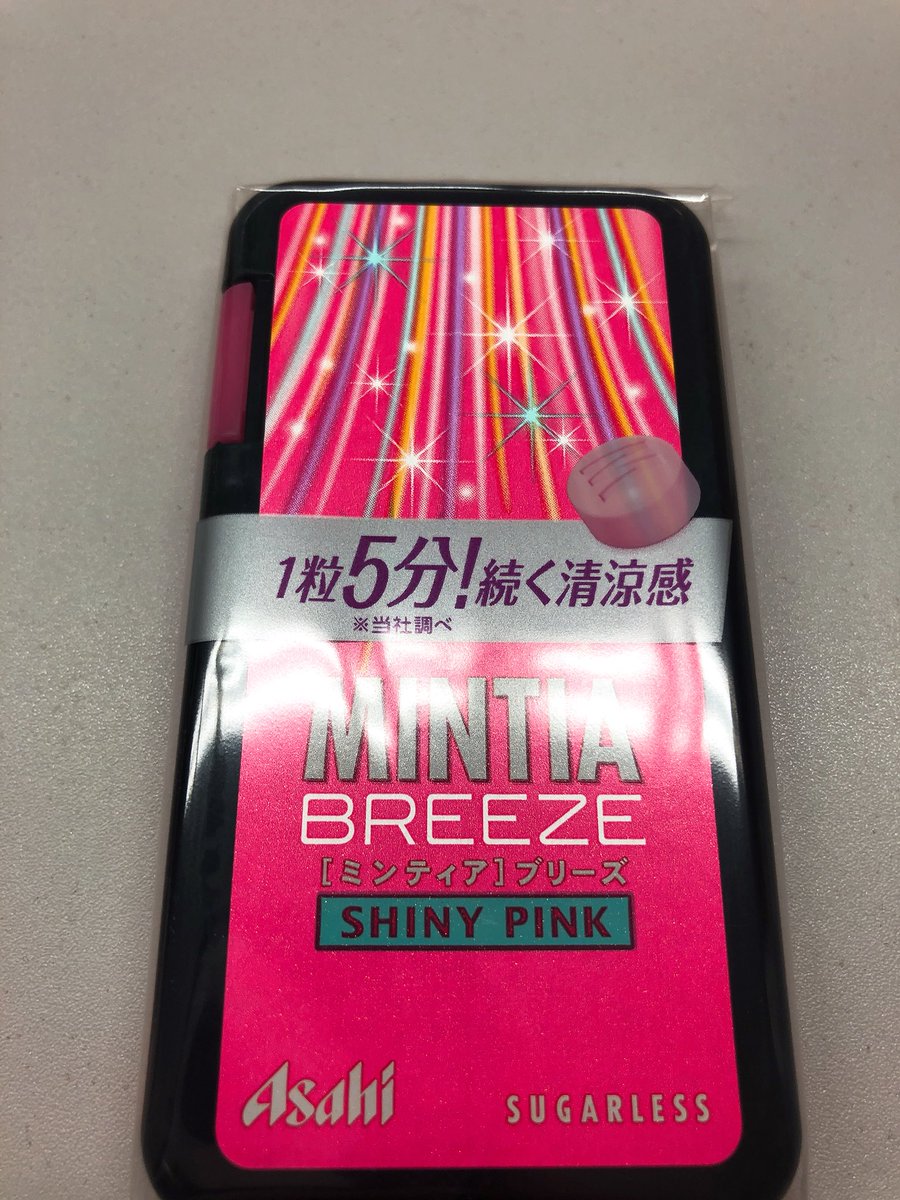 1粒5分!続く清涼感
※当社調べ
MINTIA
BREEZE
[ミンティア]ブリーズ
SHINY PINK
Asahi
SUGARLESS